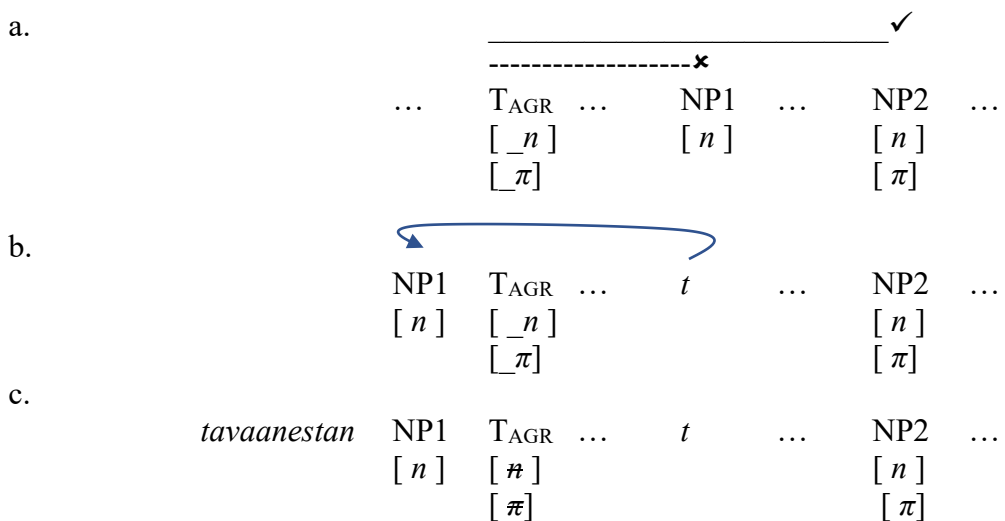 a.
✓
-------------------✘
… T_AGR … NP1 … NP2 …
[ _n ] [ n ] [ n ]
[_π] [ π]
b.
NP1 T_AGR … t … NP2 …
[ n ] [ _n ] [ n ]
[_π] [ π]
c.
tavaanestan NP1 T_AGR … t … NP2 …
[ n ] [ n̶ ] [ n ]
[ π̶] [ π]